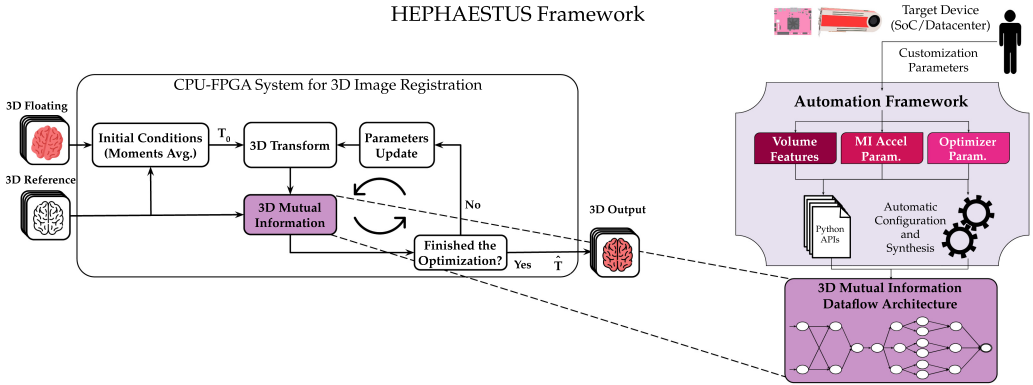 HEPHAESTUS Framework
CPU-FPGA System for 3D Image Registration
3D Floating
3D Reference
Initial Conditions
(Moments Avg.)
T0
3D Transform
Parameters
Update
3D Mutual
Information
No
Finished the
Optimization?
Yes
T̂
3D Output
Target Device
(SoC/Datacenter)
Customization
Parameters
Automation Framework
Volume
Features
MI Accel
Param.
Optimizer
Param.
Python
APIs
Automatic
Configuration
and
Synthesis
3D Mutual Information
Dataflow Architecture